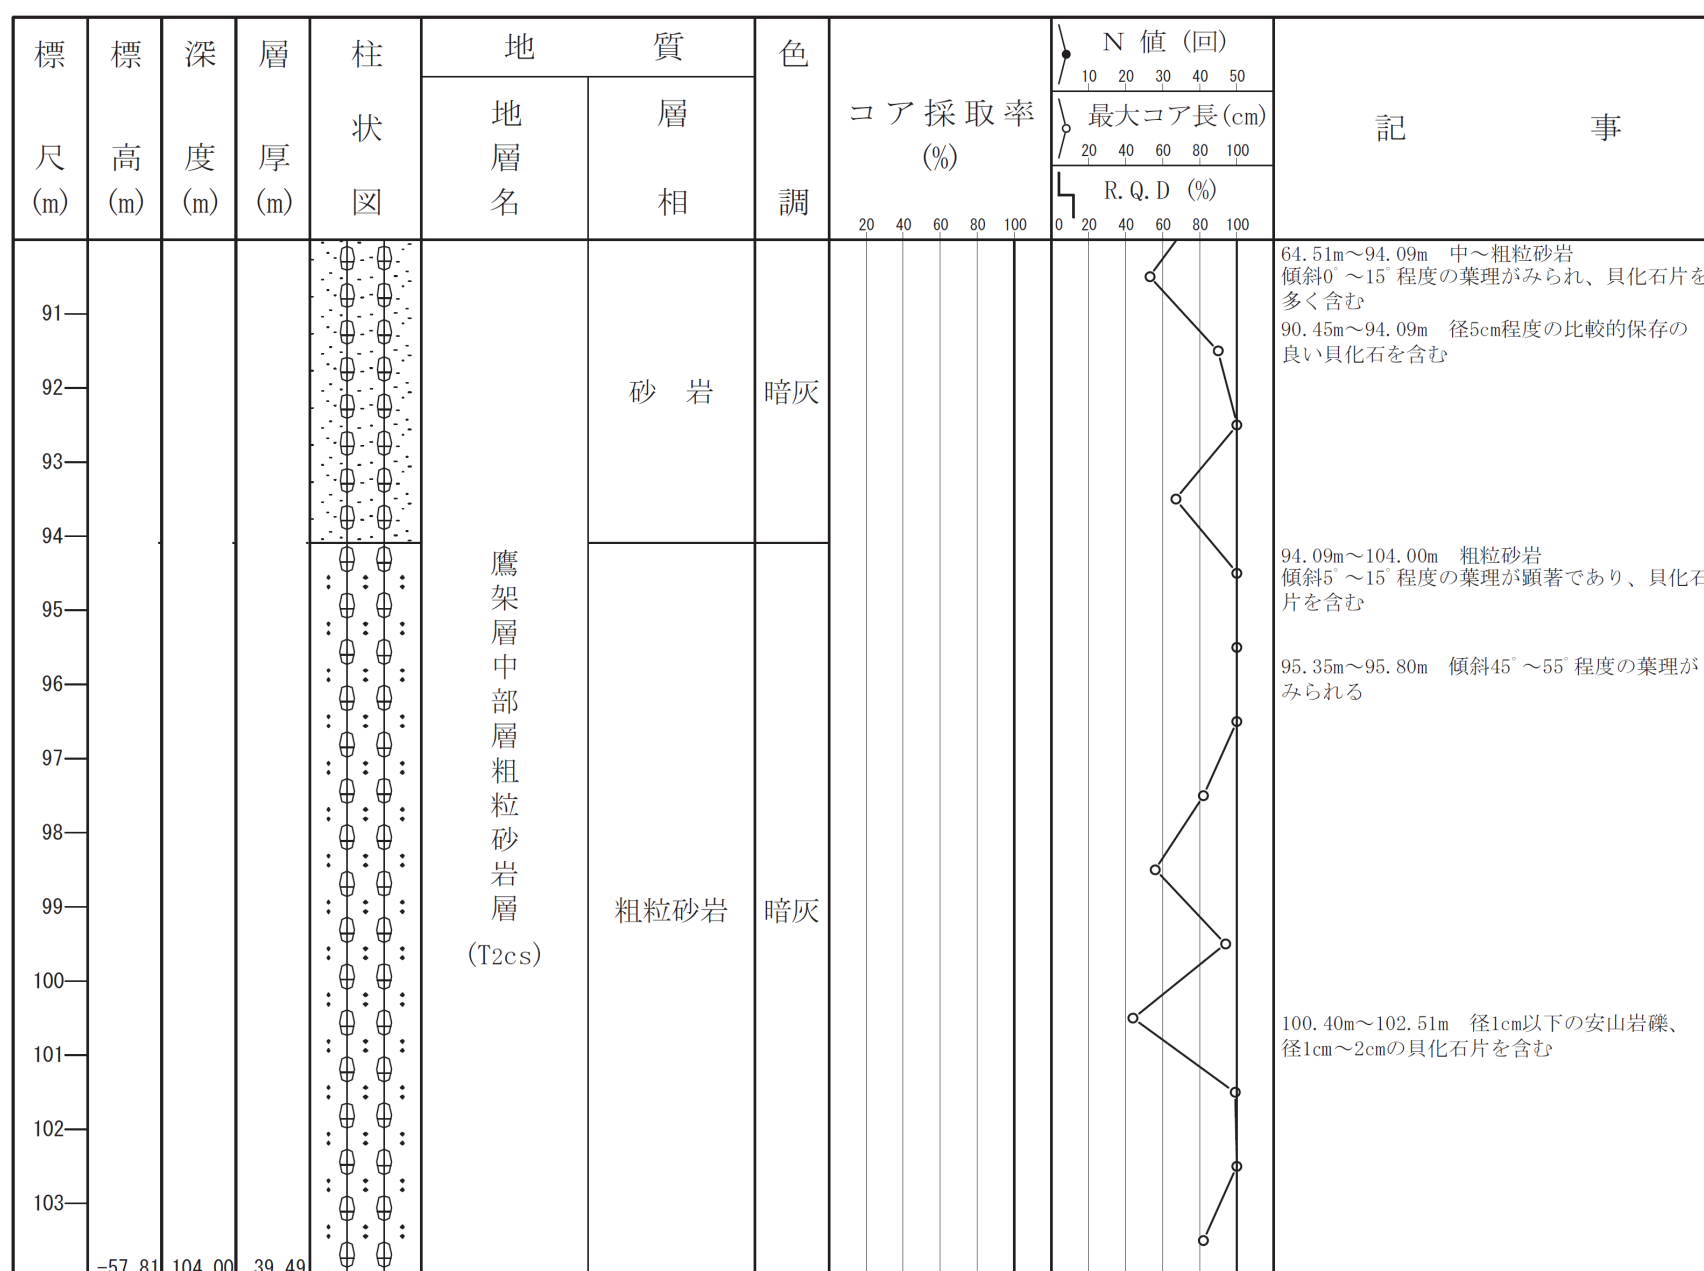 標尺(m)
標高(m)
深度(m)
層厚(m)
柱状図
地質
地層名
層相
色調
コア採取率
(%)
20 40 60 80 100
N 値 (回)
10 20 30 40 50
最大コア長(cm)
20 40 60 80 100
R.Q.D (%)
0 20 40 60 80 100
記事
91
92
93
94
95
96
97
98
99
100
101
102
103
-57.81 104.00 39.49
鷹架層中部層粗粒砂岩層
(T2cs)
砂岩
暗灰
粗粒砂岩
暗灰
64.51m～94.09m 中～粗粒砂岩
傾斜0°～15°程度の葉理がみられ、貝化石片を
多く含む
90.45m～94.09m 径5cm程度の比較的保存の
良い貝化石を含む
94.09m～104.00m 粗粒砂岩
傾斜5°～15°程度の葉理が顕著であり、貝化石
片を含む
95.35m～95.80m 傾斜45°～55°程度の葉理が
みられる
100.40m～102.51m 径1cm以下の安山岩礫、
径1cm～2cmの貝化石片を含む